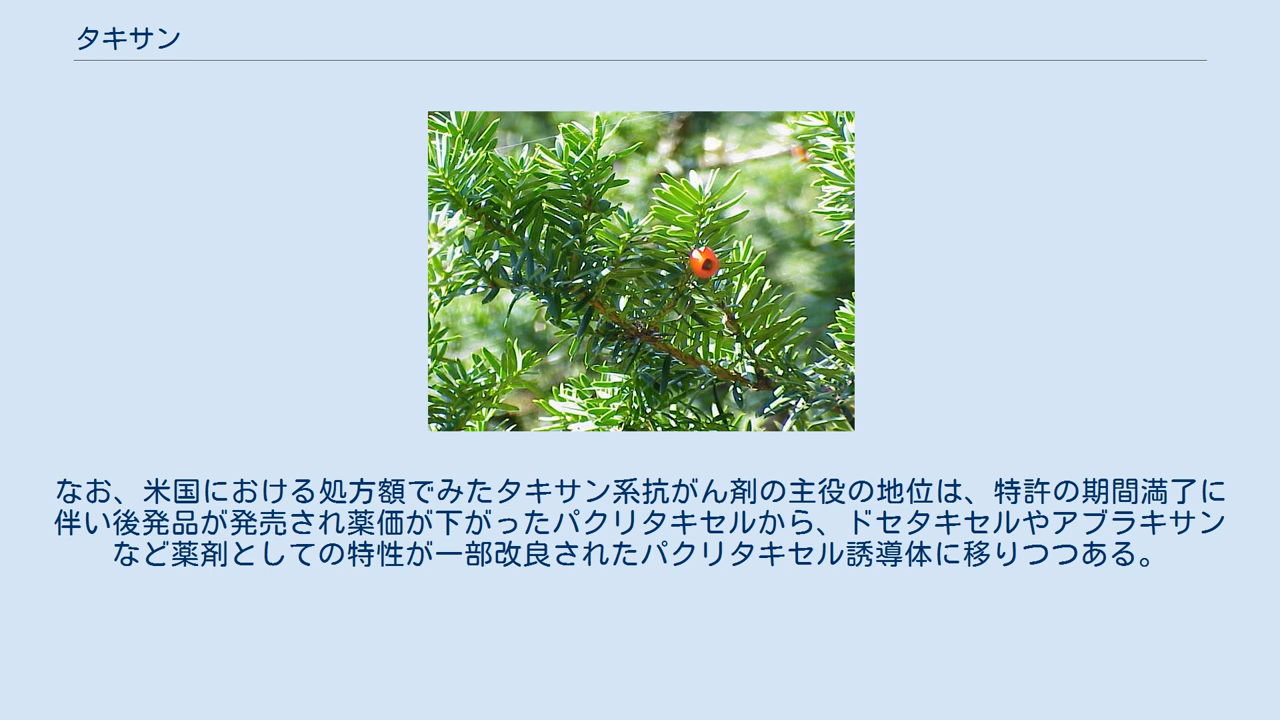 タキサン
なお、米国における処方額でみたタキサン系抗がん剤の主役の地位は、特許の期間満了に
伴い後発品が発売され薬価が下がったパクリタキセルから、ドセタキセルやアブラキサン
など薬剤としての特性が一部改良されたパクリタキセル誘導体に移りつつある。